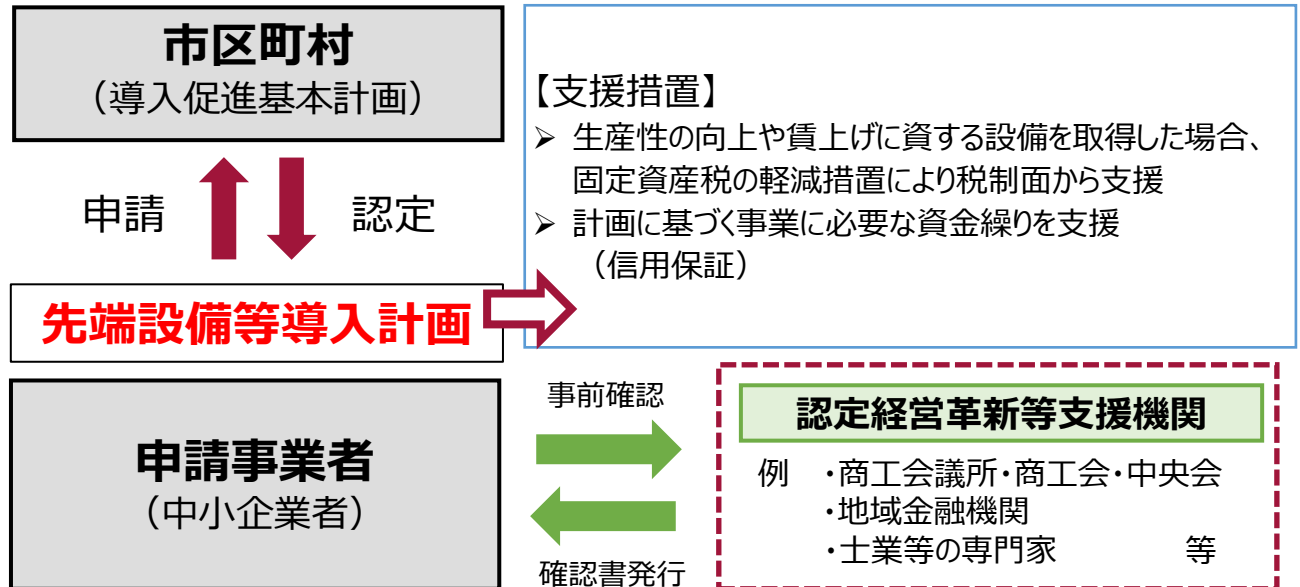 市区町村
（導入促進基本計画）
申請
認定
先端設備等導入計画
【支援措置】
➢ 生産性の向上や賃上げに資する設備を取得した場合、
固定資産税の軽減措置により税制面から支援
➢ 計画に基づく事業に必要な資金繰りを支援
（信用保証）
申請事業者
（中小企業者）
事前確認
確認書発行
認定経営革新等支援機関
例 ・商工会議所・商工会・中央会
・地域金融機関
・士業等の専門家 等